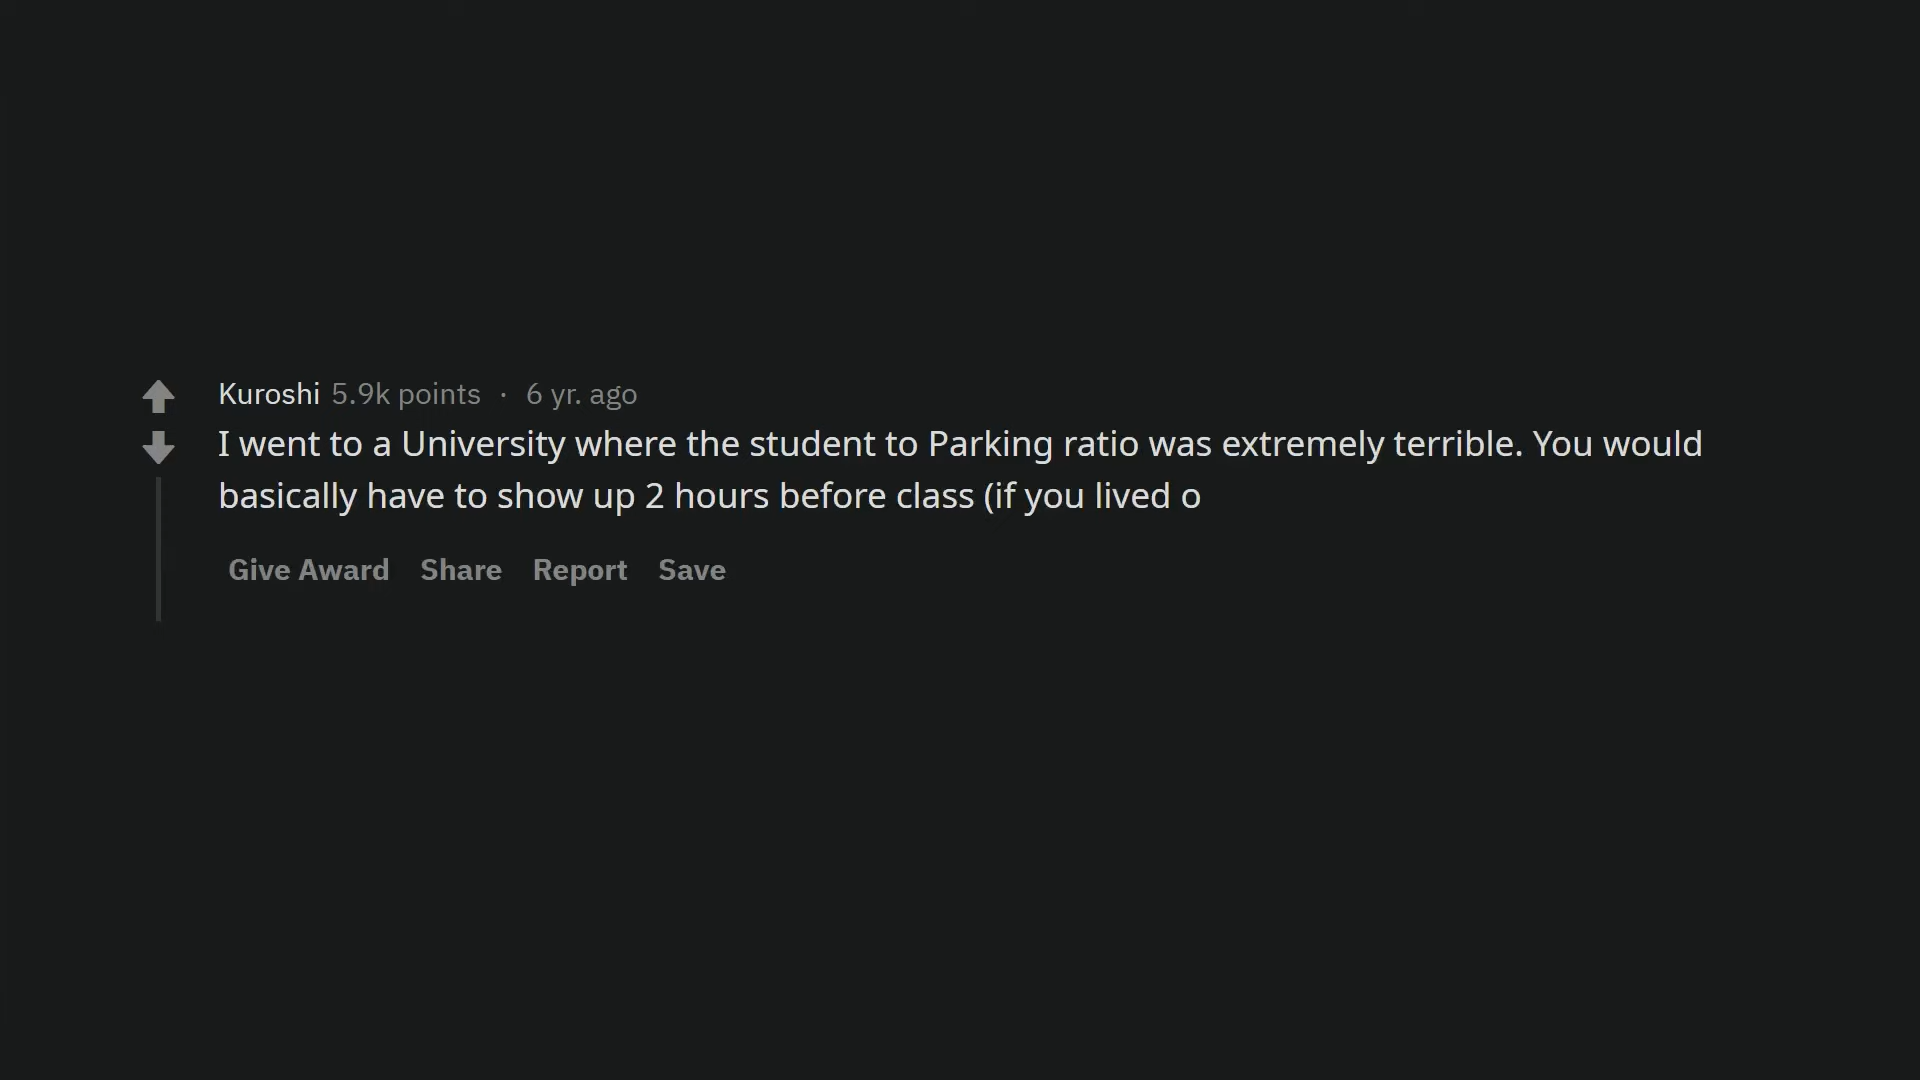 Kuroshi 5.9k points · 6 yr. ago
I went to a University where the student to Parking ratio was extremely terrible. You would
basically have to show up 2 hours before class (if you lived o
Give Award Share Report Save